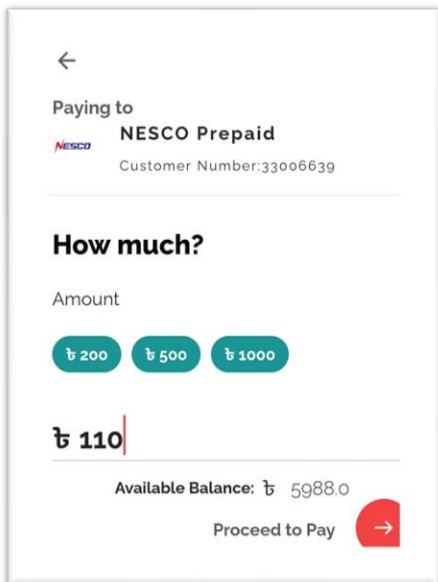 Paying to
NESCO
NESCO Prepaid
Customer Number:33006639
How much?
Amount
৳ 200 ৳ 500 ৳ 1000
৳ 110
Available Balance: ৳ 5988.0
Proceed to Pay